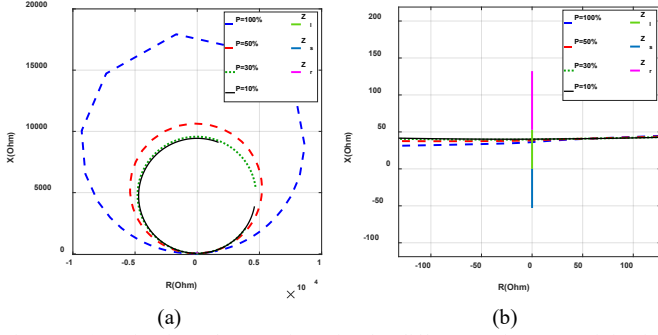 20000
15000
10000
5000
0
X(Ohm)
-1
-0.5
0
0.5
1
R(Ohm)
× 10 4
P=100%
P=50%
P=30%
P=10%
Z l
Z s
Z r
(a)
200
150
100
50
0
-50
-100
X(Ohm)
-100
-50
0
50
100
R(Ohm)
P=100%
P=50%
P=30%
P=10%
Z l
Z s
Z r
(b)